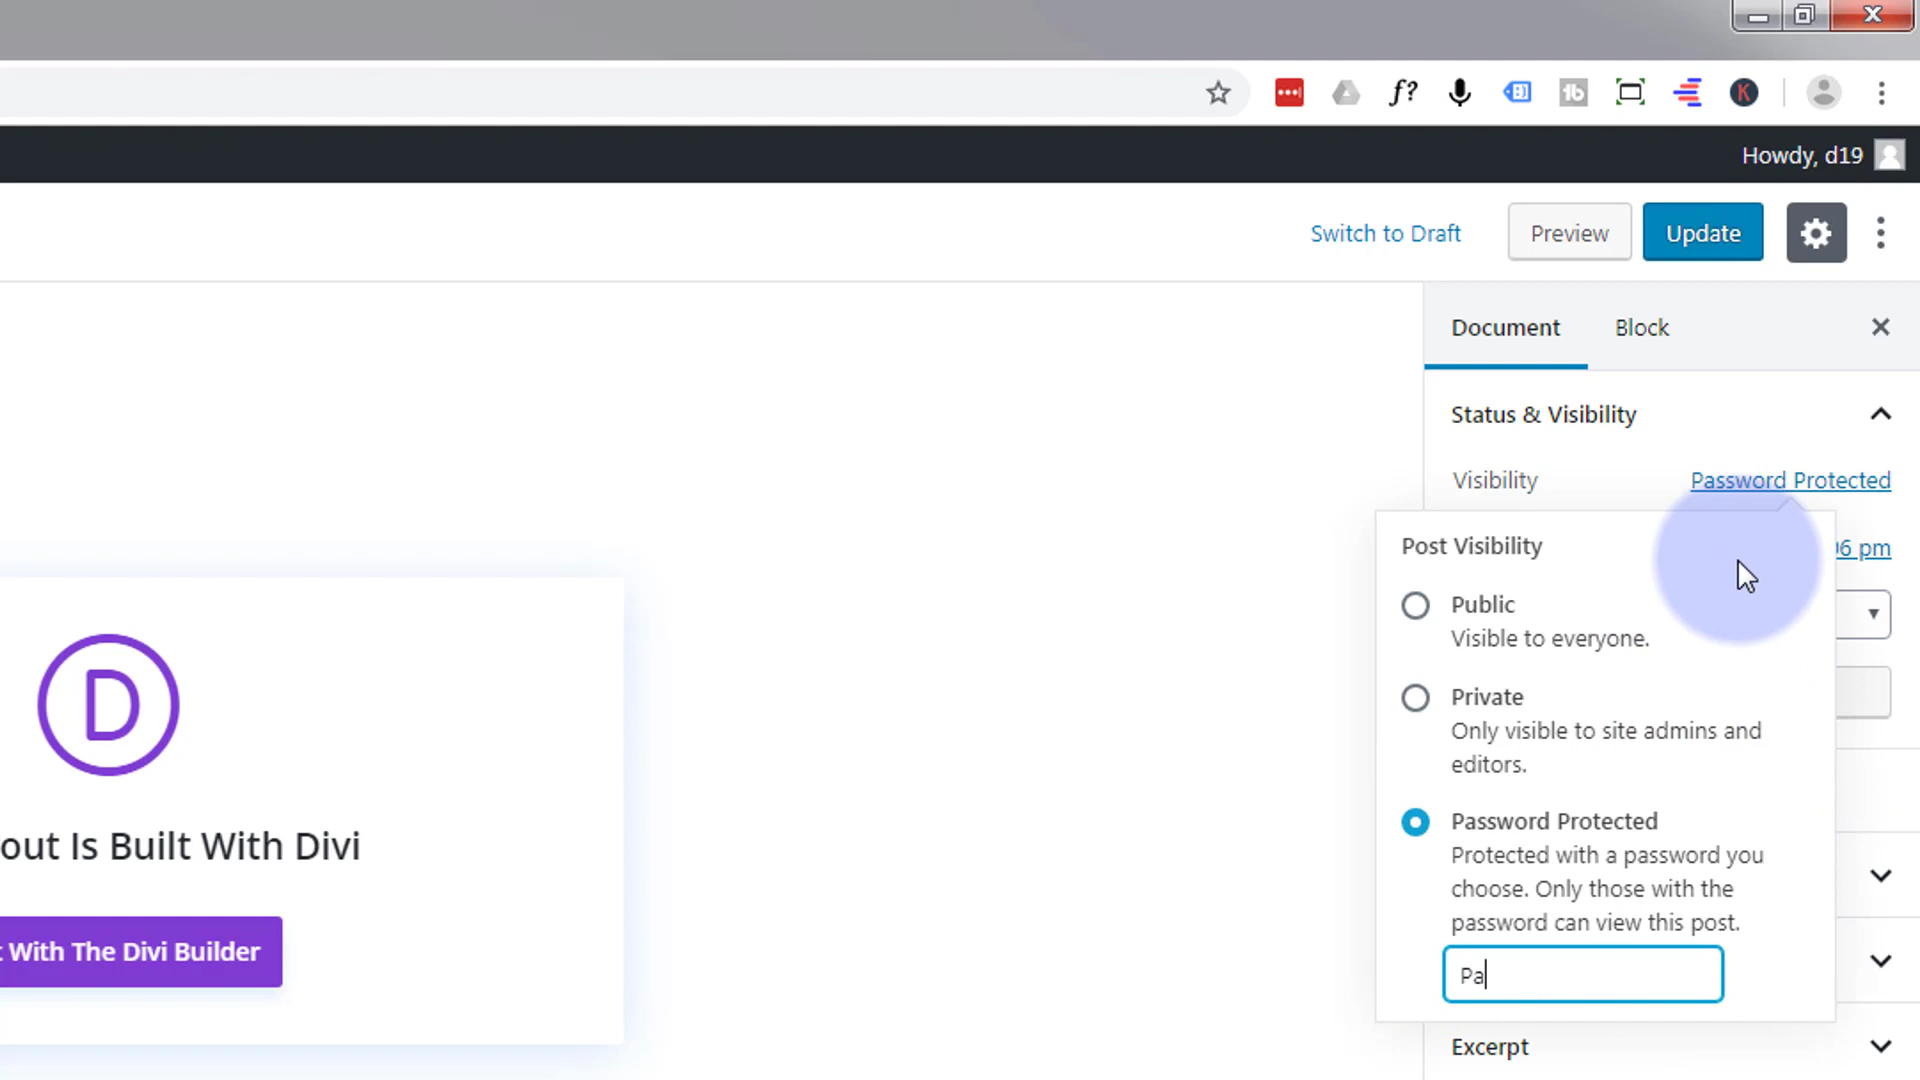 f?
Howdy, d19
Switch to Draft
Preview
Update
Document
Block
Status & Visibility
Visibility
Password Protected
Post Visibility
06 pm
Public
Visible to everyone.
Private
Only visible to site admins and
editors.
Password Protected
Protected with a password you
choose. Only those with the
password can view this post.
Pa
Excerpt
D
out Is Built With Divi
t With The Divi Builder
K
tb